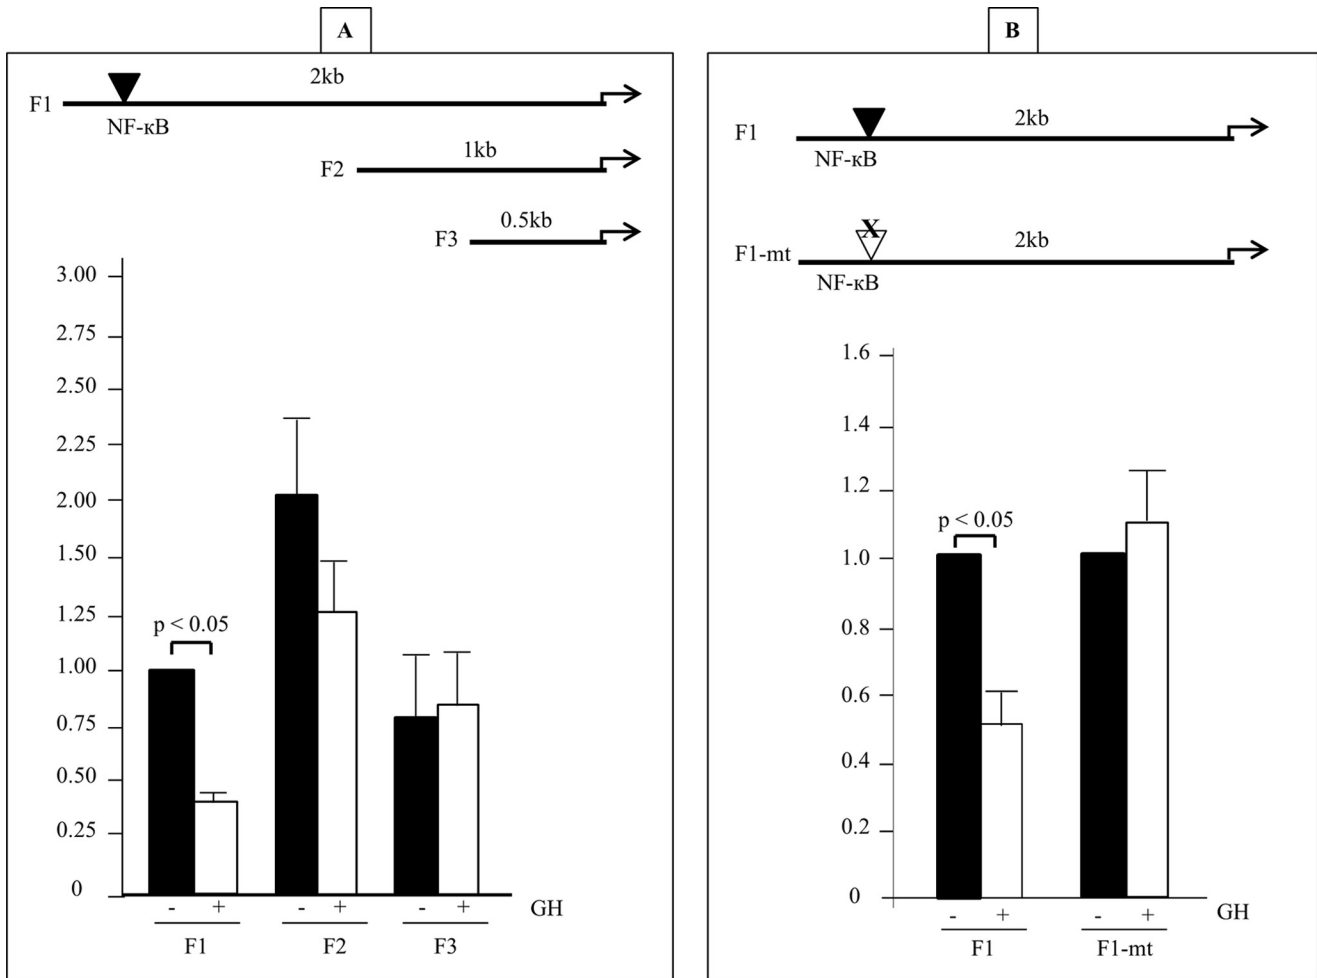 A
2kb
F1
NF-κB
1kb
F2
0.5kb
F3
3.00
2.75
2.50
2.25
2.00
1.50
1.25
p < 0.05
1.00
0.75
0.50
0.25
0
- + - + - + GH
F1 F2 F3
B
F1 2kb
NF-κB
X
F1-mt 2kb
NF-κB
1.6
1.4
1.2
p < 0.05
1.0
0.8
0.6
0.4
0.2
0
- + - + GH
F1 F1-mt